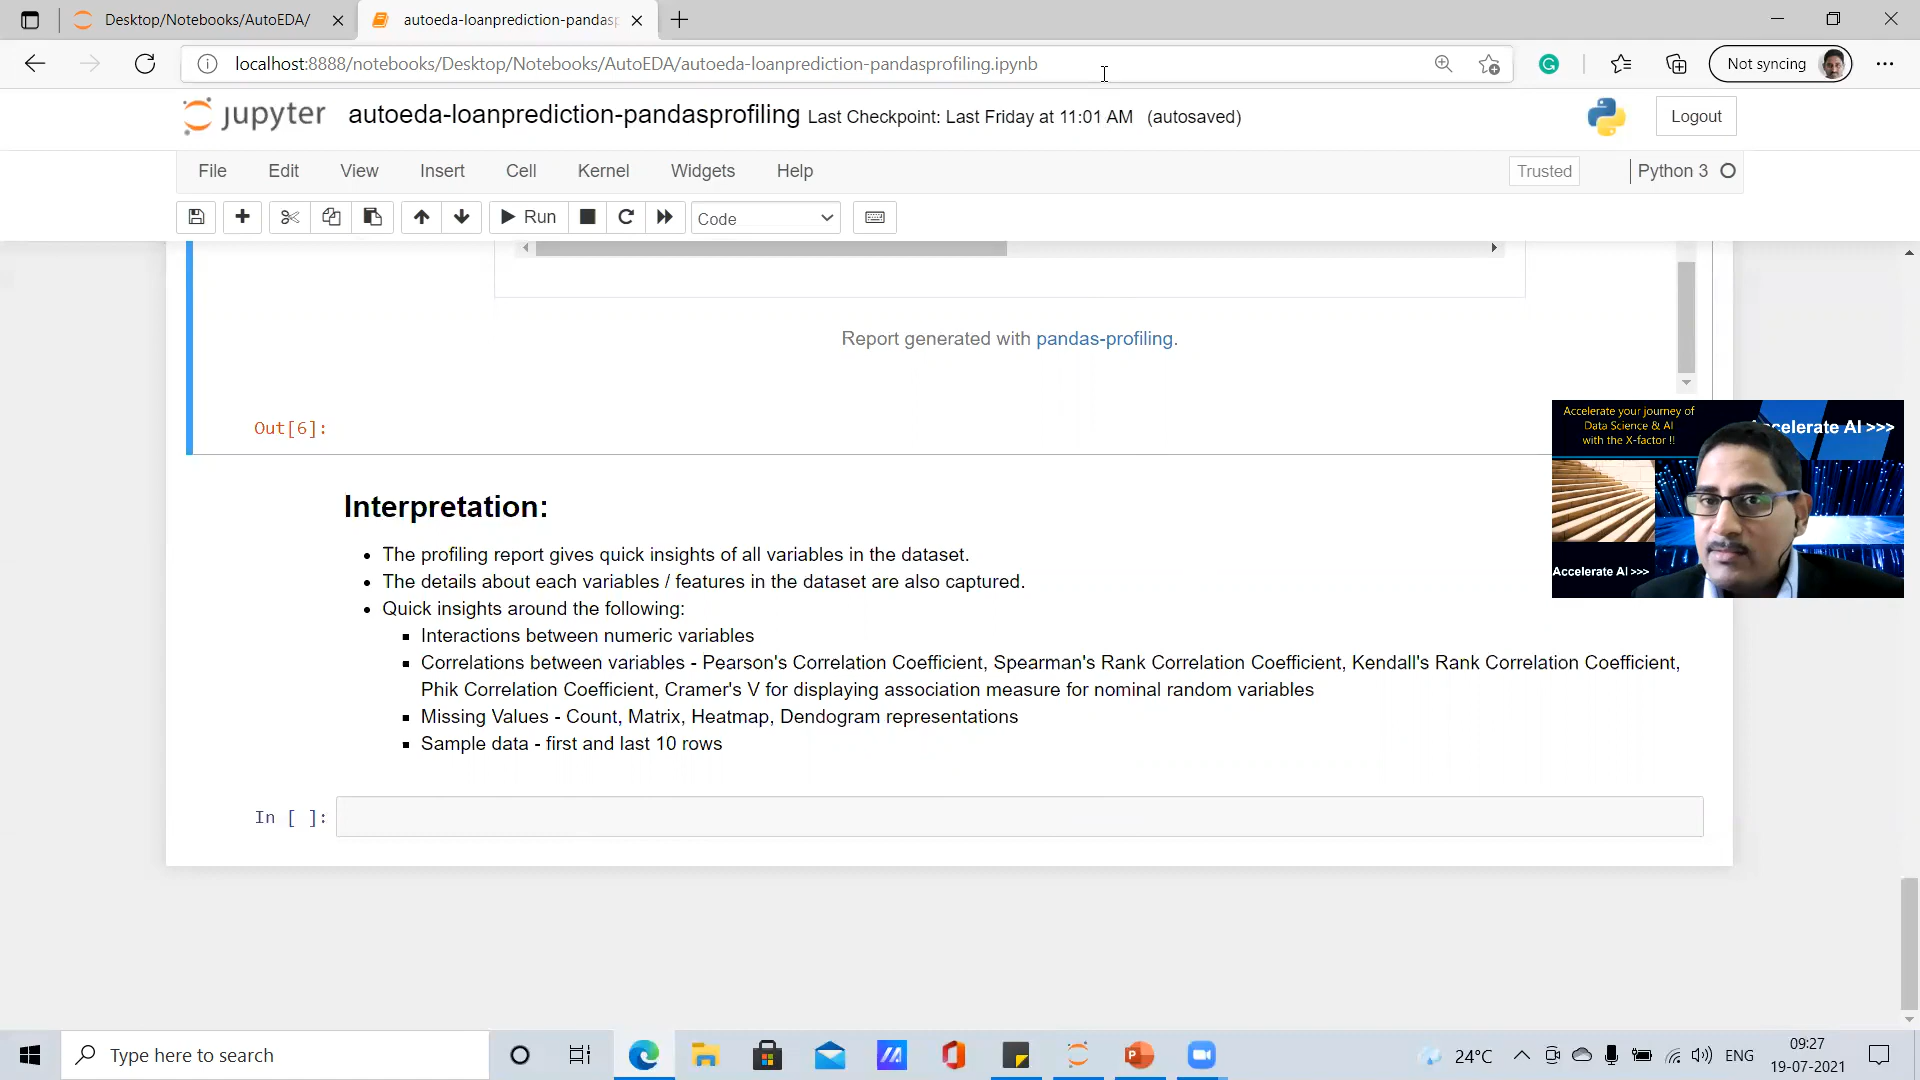 Desktop/Notebooks/AutoEDA/
autoeda-loanprediction-pandasp
localhost:8888/notebooks/Desktop/Notebooks/AutoEDA/autoeda-loanprediction-pandasprofiling.ipynb
Not syncing
jupyter autoeda-loanprediction-pandasprofiling Last Checkpoint: Last Friday at 11:01 AM (autosaved)
Logout
File Edit View Insert Cell Kernel Widgets Help
Trusted
Python 3
Run
Code
Report generated with pandas-profiling.
Out[6]:
Accelerate your journey of
Data Science & AI
with the X-factor !!
celerate AI >>>
Accelerate AI >>>
Interpretation:
• The profiling report gives quick insights of all variables in the dataset.
• The details about each variables / features in the dataset are also captured.
• Quick insights around the following:
▪ Interactions between numeric variables
▪ Correlations between variables - Pearson's Correlation Coefficient, Spearman's Rank Correlation Coefficient, Kendall's Rank Correlation Coefficient,
Phik Correlation Coefficient, Cramer's V for displaying association measure for nominal random variables
▪ Missing Values - Count, Matrix, Heatmap, Dendogram representations
▪ Sample data - first and last 10 rows
In [ ]:
Type here to search
24°C
ENG
09:27
19-07-2021